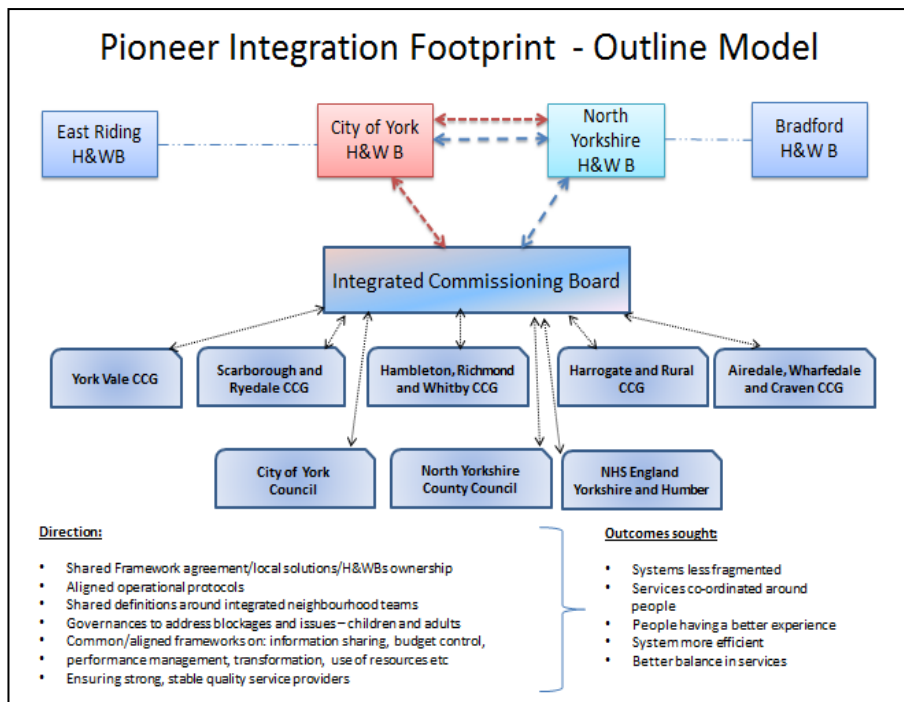 Pioneer Integration Footprint - Outline Model
East Riding
H&WB
City of York
H&W B
North
Yorkshire
H&W B
Bradford
H&W B
Integrated Commissioning Board
York Vale CCG
Scarborough and
Ryedale CCG
Hambleton, Richmond
and Whitby CCG
Harrogate and Rural
CCG
Airedale, Wharfedale
and Craven CCG
City of York
Council
North Yorkshire
County Council
NHS England
Yorkshire and Humber
Direction:
• Shared Framework agreement/local solutions/H&WBs ownership
• Aligned operational protocols
• Shared definitions around integrated neighbourhood teams
• Governances to address blockages and issues – children and adults
• Common/aligned frameworks on: information sharing, budget control,
• performance management, transformation, use of resources etc
• Ensuring strong, stable quality service providers
Outcomes sought:
• Systems less fragmented
• Services co-ordinated around
people
• People having a better experience
• System more efficient
• Better balance in services